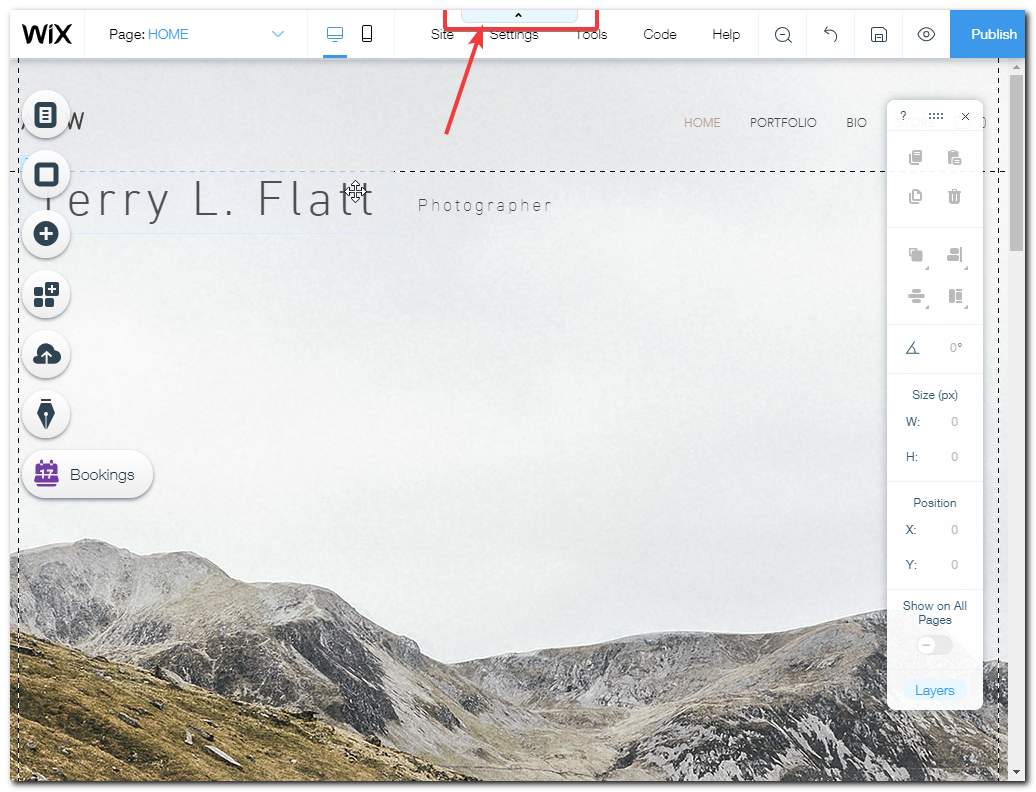 WiX Page: HOME Site Settings Tools Code Help Publish
HOME PORTFOLIO BIO
Terry L. Flatt Photographer
Bookings
?
0°
Size (px)
W: 0
H: 0
Position
X: 0
Y: 0
Show on All
Pages
Layers
17